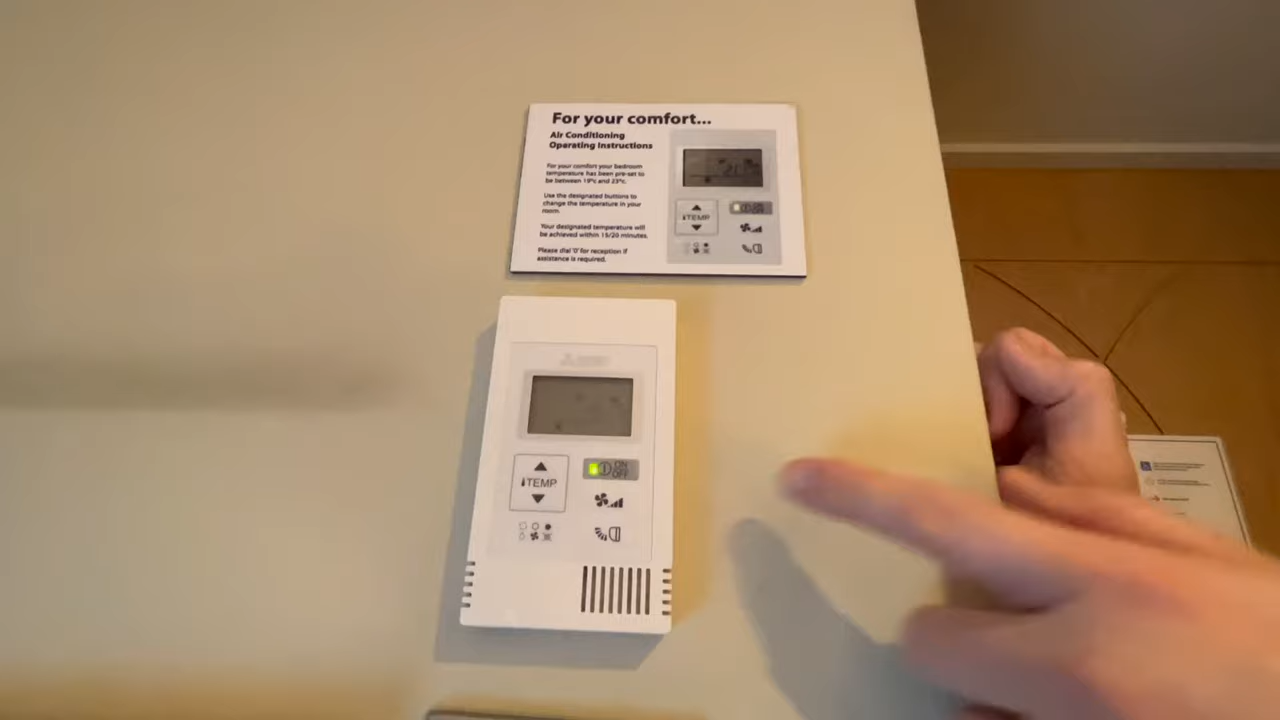 For your comfort...
Air Conditioning
Operating Instructions
For your comfort your bedroom
temperature has been pre-set to
be between 19°c and 23°c.
Use the designated buttons to
change the temperature in your
room.
Your designated temperature will
be achieved within 15/20 minutes.
Please dial '0' for reception if
assistance is required.
TEMP
ON
OFF
TEMP
ON
OFF